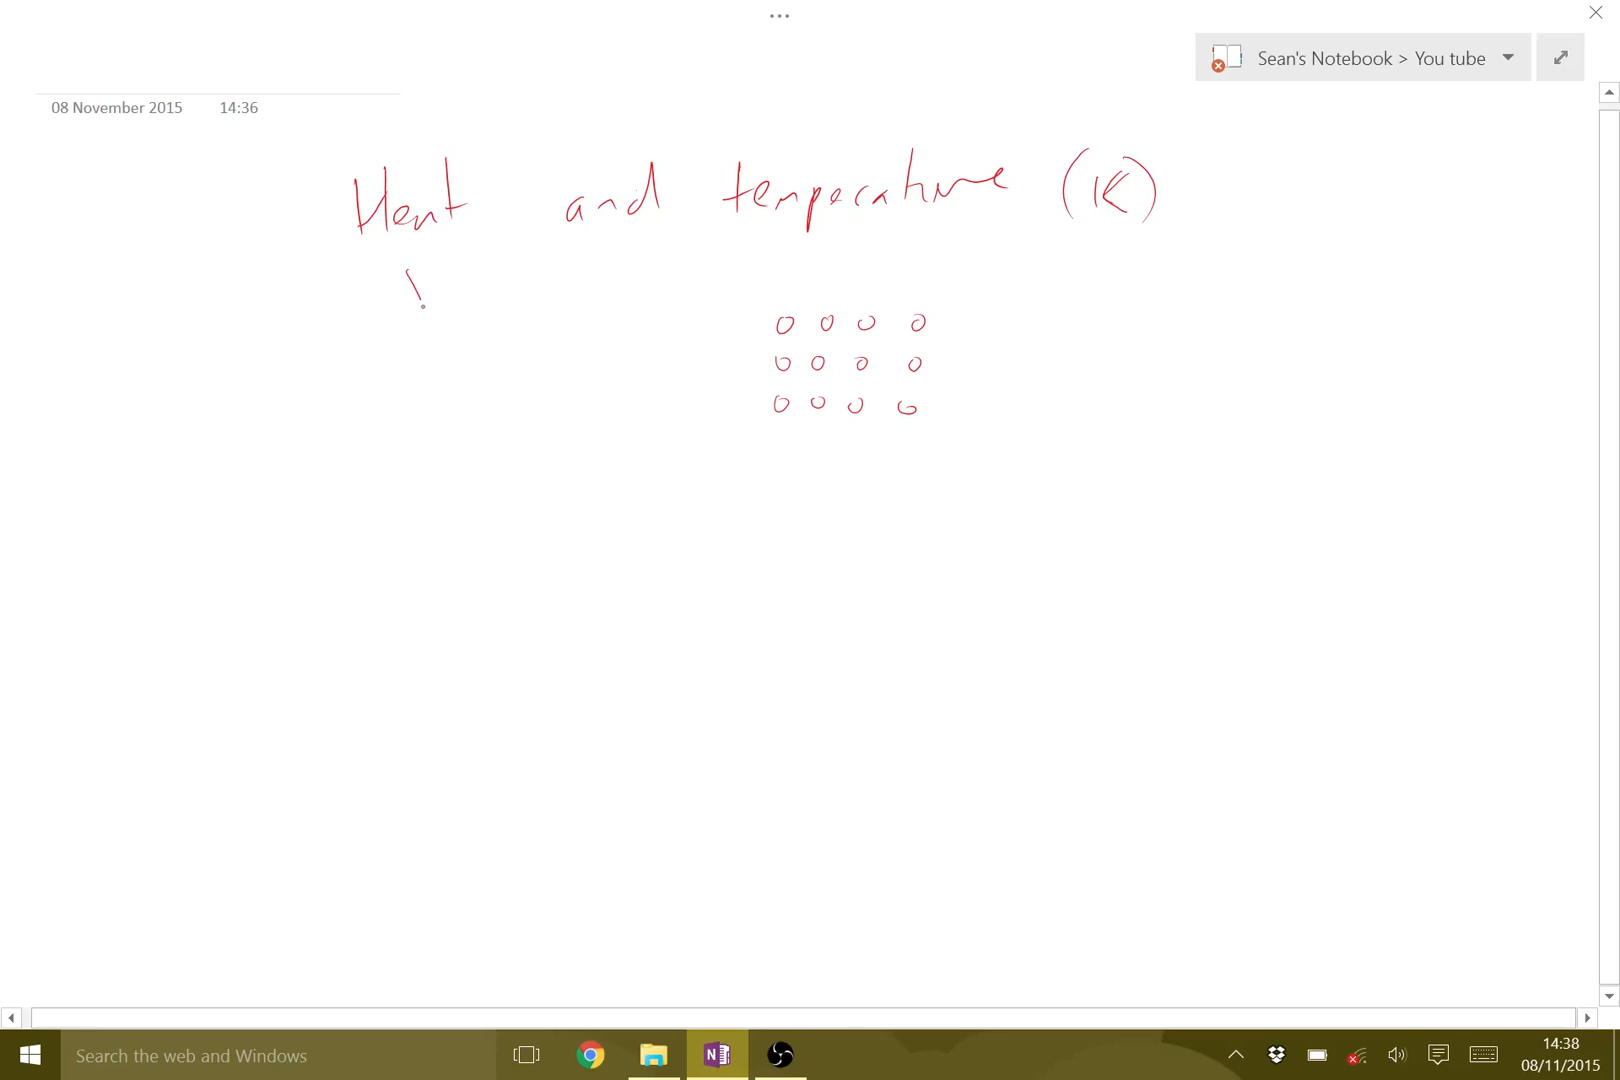 Sean's Notebook > You tube
08 November 2015 14:36
Heat and temperature (K)
Search the web and Windows
14:38
08/11/2015